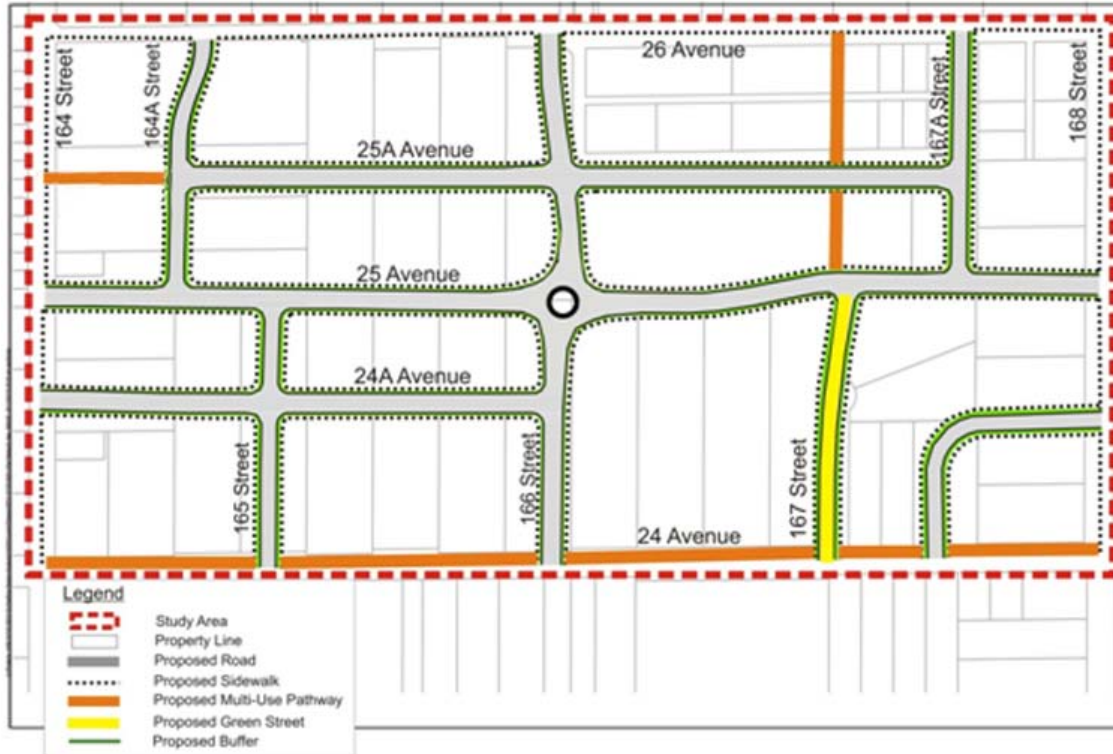 26 Avenue
164 Street
164A Street
167A Street
168 Street
25A Avenue
25 Avenue
24A Avenue
165 Street
166 Street
167 Street
24 Avenue
Legend
Study Area
Property Line
Proposed Road
Proposed Sidewalk
Proposed Multi-Use Pathway
Proposed Green Street
Proposed Buffer